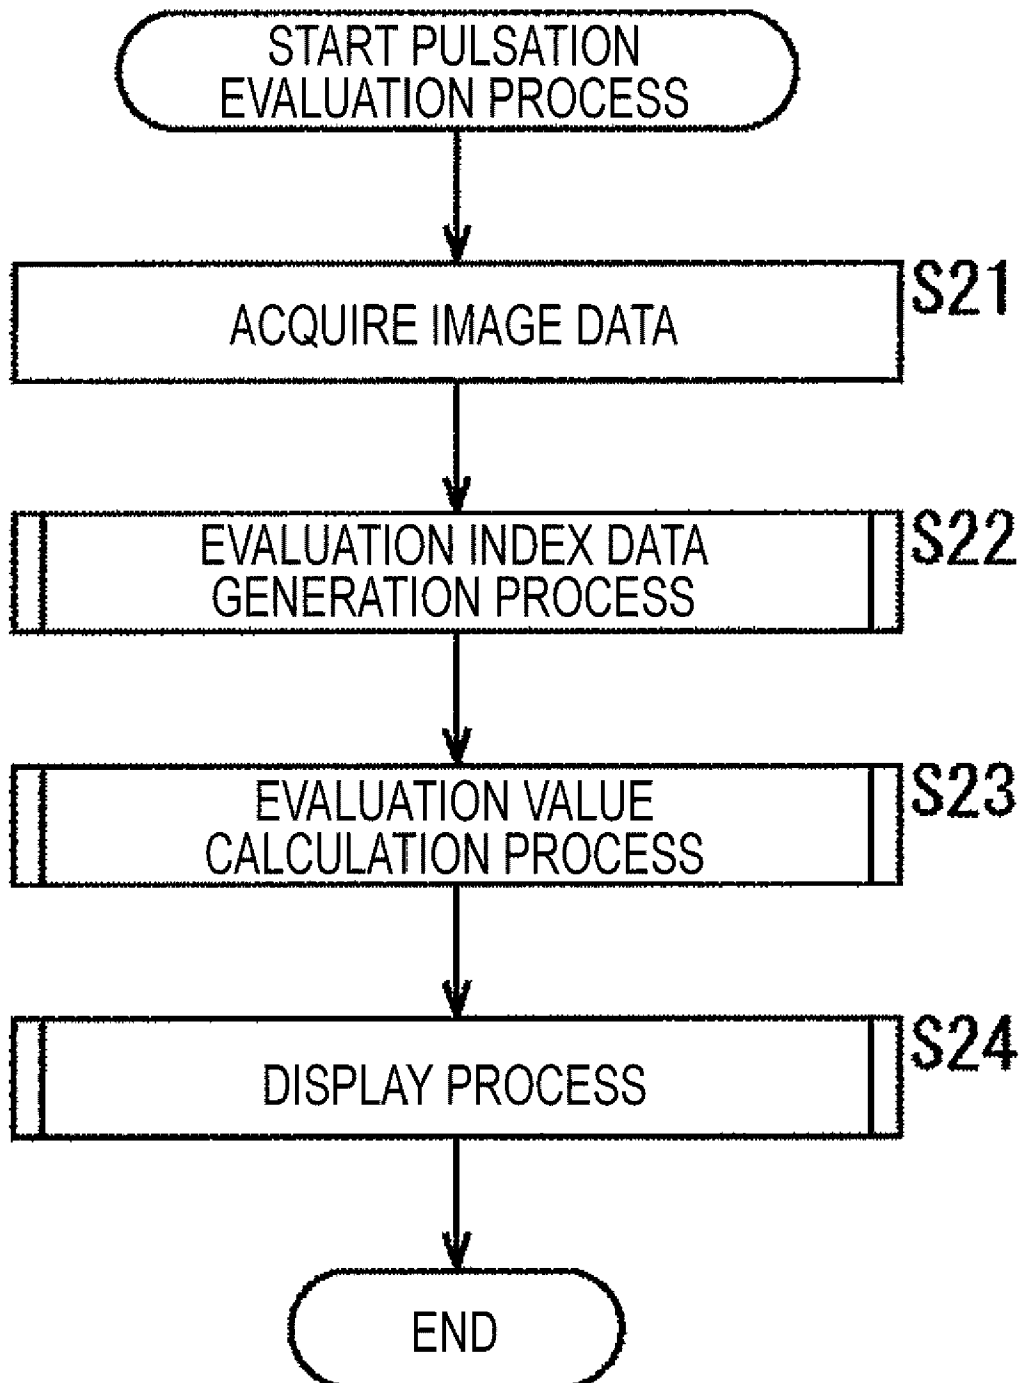 START PULSATION
EVALUATION PROCESS
S21
ACQUIRE IMAGE DATA
S22
EVALUATION INDEX DATA
GENERATION PROCESS
S23
EVALUATION VALUE
CALCULATION PROCESS
S24
DISPLAY PROCESS
END